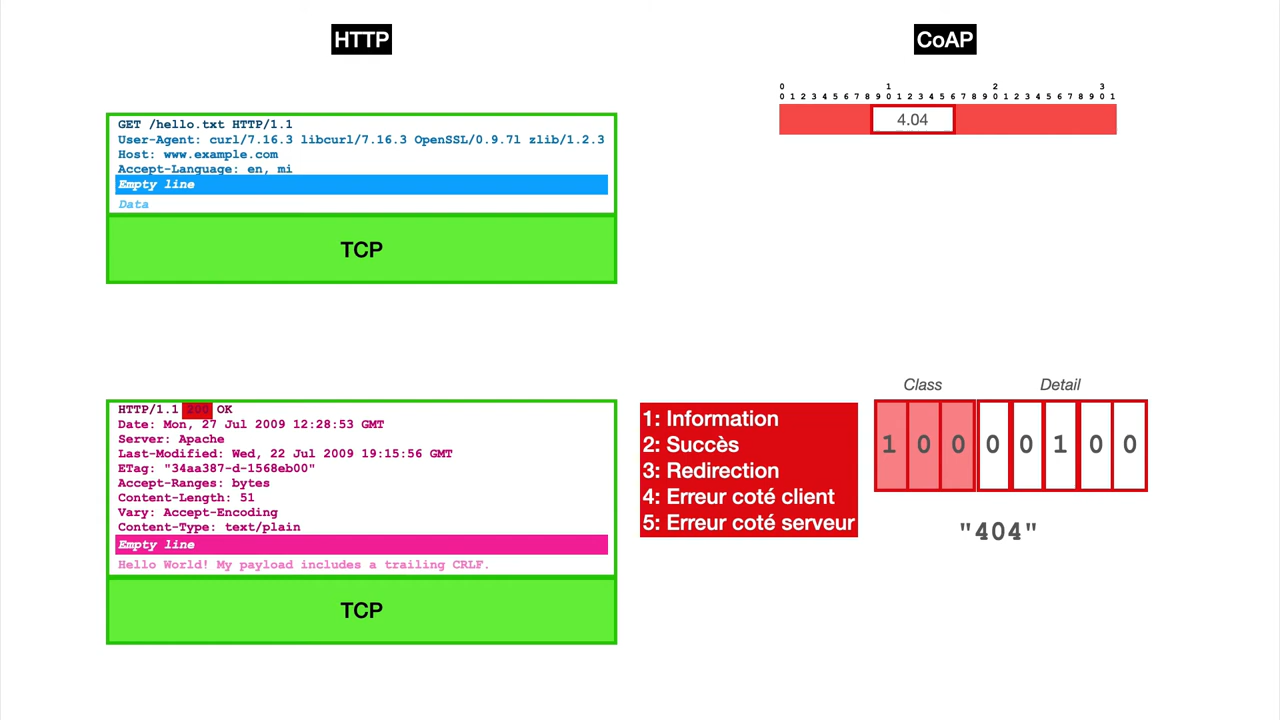 HTTP
GET /hello.txt HTTP/1.1
User-Agent: curl/7.16.3 libcurl/7.16.3 OpenSSL/0.9.7l zlib/1.2.3
Host: www.example.com
Accept-Language: en, mi
Empty line
Data
TCP
HTTP/1.1 200 OK
Date: Mon, 27 Jul 2009 12:28:53 GMT
Server: Apache
Last-Modified: Wed, 22 Jul 2009 19:15:56 GMT
ETag: "34aa387-d-1568eb00"
Accept-Ranges: bytes
Content-Length: 51
Vary: Accept-Encoding
Content-Type: text/plain
Empty line
Hello World! My payload includes a trailing CRLF.
TCP
CoAP
0 1 2 3
0 1 2 3 4 5 6 7 8 9 0 1 2 3 4 5 6 7 8 9 0 1 2 3 4 5 6 7 8 9 0 1
4.04
1: Information
2: Succès
3: Redirection
4: Erreur coté client
5: Erreur coté serveur
Class Detail
1 0 0 0 0 1 0 0
"404"